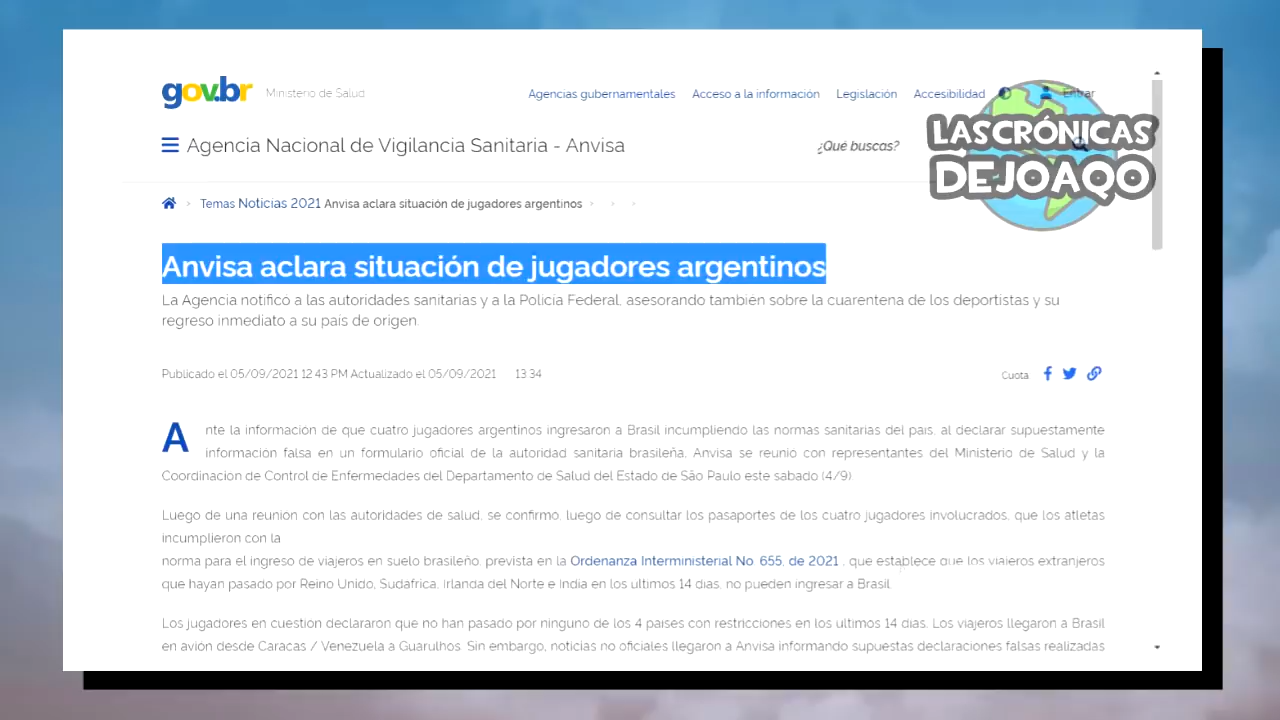 gov.br Ministerio de Salud Agencias gubernamentales Acceso a la información Legislación Accesibilidad Entrar
LAS CRÓNICAS
DE JOAQO
Agencia Nacional de Vigilancia Sanitaria - Anvisa ¿Qué buscas?
> Temas Noticias 2021 Anvisa aclara situación de jugadores argentinos > > >
Anvisa aclara situación de jugadores argentinos
La Agencia notificó a las autoridades sanitarias y a la Policía Federal, asesorando también sobre la cuarentena de los deportistas y su
regreso inmediato a su país de origen.
Publicado el 05/09/2021 12:43 PM Actualizado el 05/09/2021 13:34
Cuota
Ante la información de que cuatro jugadores argentinos ingresaron a Brasil incumpliendo las normas sanitarias del país, al declarar supuestamente
información falsa en un formulario oficial de la autoridad sanitaria brasileña, Anvisa se reunió con representantes del Ministerio de Salud y la
Coordinación de Control de Enfermedades del Departamento de Salud del Estado de São Paulo este sábado (4/9).
Luego de una reunión con las autoridades de salud, se confirmó, luego de consultar los pasaportes de los cuatro jugadores involucrados, que los atletas
incumplieron con la
norma para el ingreso de viajeros en suelo brasileño, prevista en la Ordenanza Interministerial No. 655, de 2021 , que establece que los viajeros extranjeros
que hayan pasado por Reino Unido, Sudáfrica, Irlanda del Norte e India en los últimos 14 días, no pueden ingresar a Brasil.
Los jugadores en cuestión declararon que no han pasado por ninguno de los 4 países con restricciones en los últimos 14 días. Los viajeros llegaron a Brasil
en avión desde Caracas / Venezuela a Guarulhos. Sin embargo, noticias no oficiales llegaron a Anvisa informando supuestas declaraciones falsas realizadas